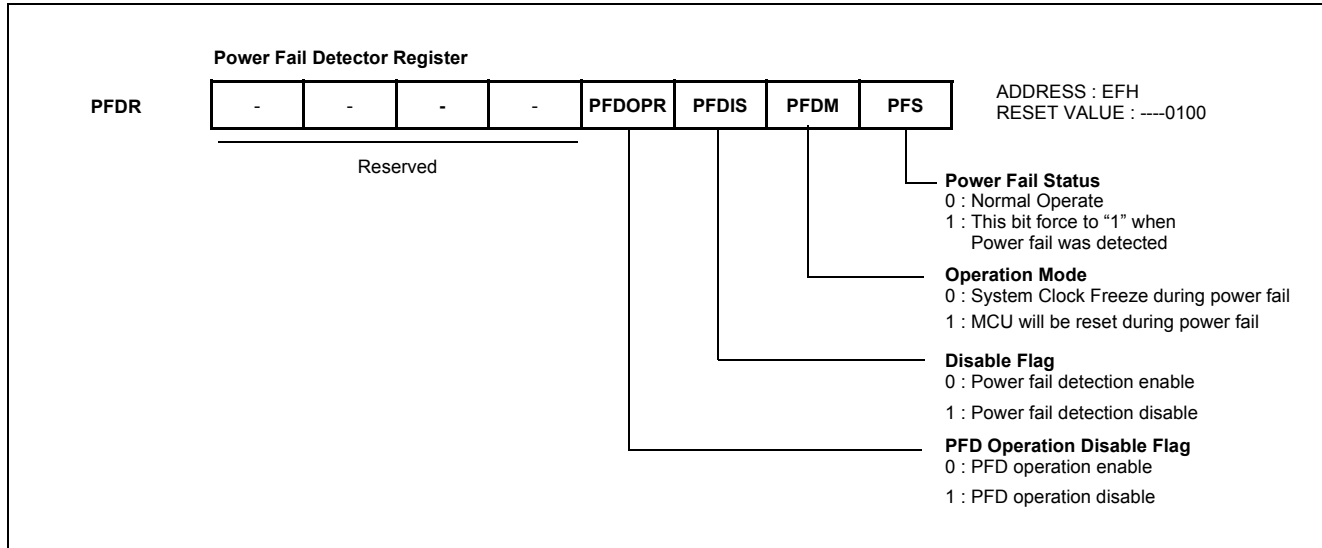 Power Fail Detector Register
PFDR - - - - PFDOPR PFDIS PFDM PFS
ADDRESS : EFH
RESET VALUE : ----0100
Reserved
Power Fail Status
0 : Normal Operate
1 : This bit force to “1” when
Power fail was detected
Operation Mode
0 : System Clock Freeze during power fail
1 : MCU will be reset during power fail
Disable Flag
0 : Power fail detection enable
1 : Power fail detection disable
PFD Operation Disable Flag
0 : PFD operation enable
1 : PFD operation disable